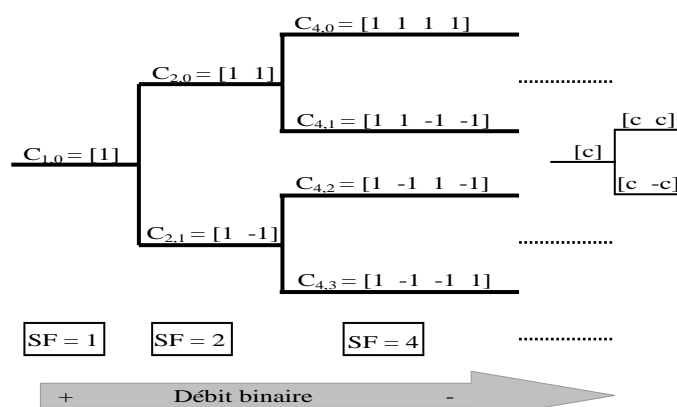 C4,0 = [1 1 1 1]
C2,0 = [1 1]
C4,1 = [1 1 -1 -1]
[c c]
C1,0 = [1]
[c]
C4,2 = [1 -1 1 -1]
[c -c]
C2,1 = [1 -1]
C4,3 = [1 -1 -1 1]
SF = 1
SF = 2
SF = 4
+ Débit binaire -